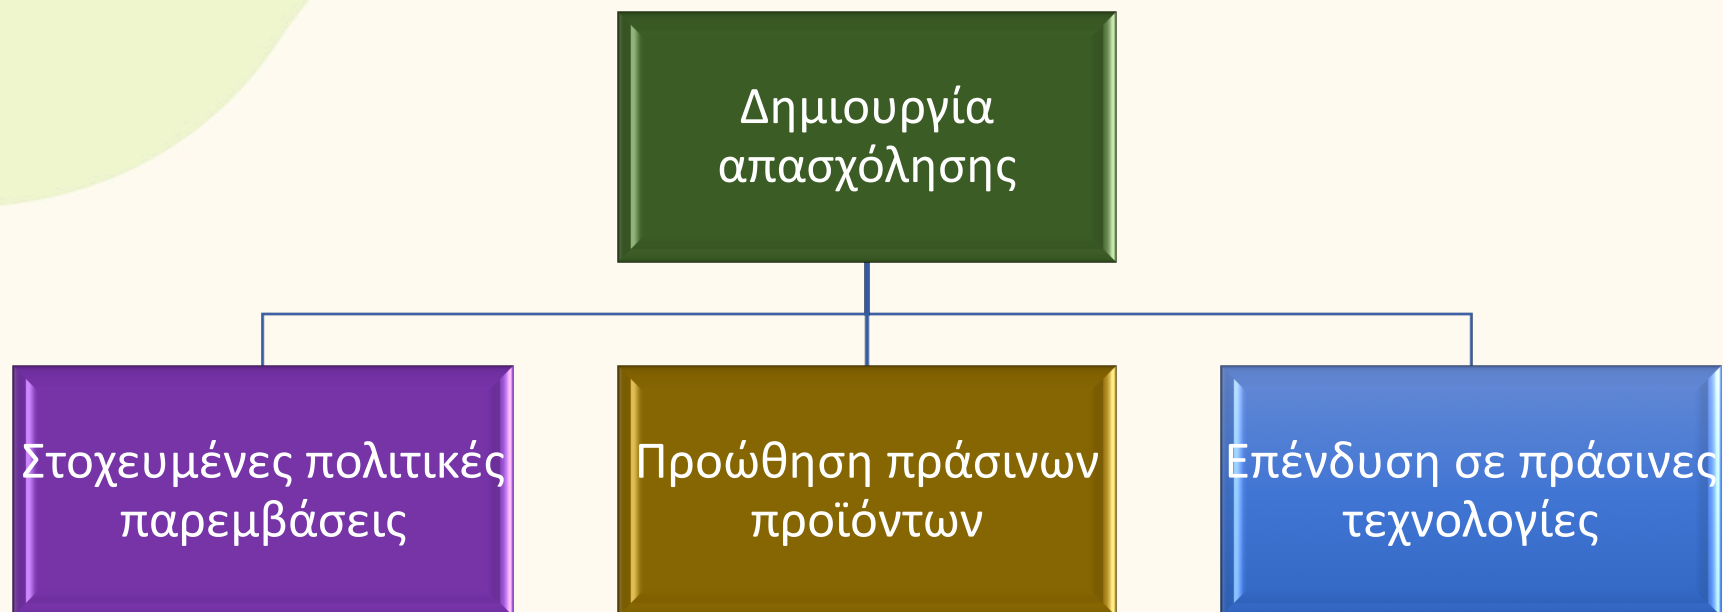 Δημιουργία
απασχόλησης
Στοχευμένες πολιτικές
παρεμβάσεις
Προώθηση πράσινων
προϊόντων
Επένδυση σε πράσινες
τεχνολογίες